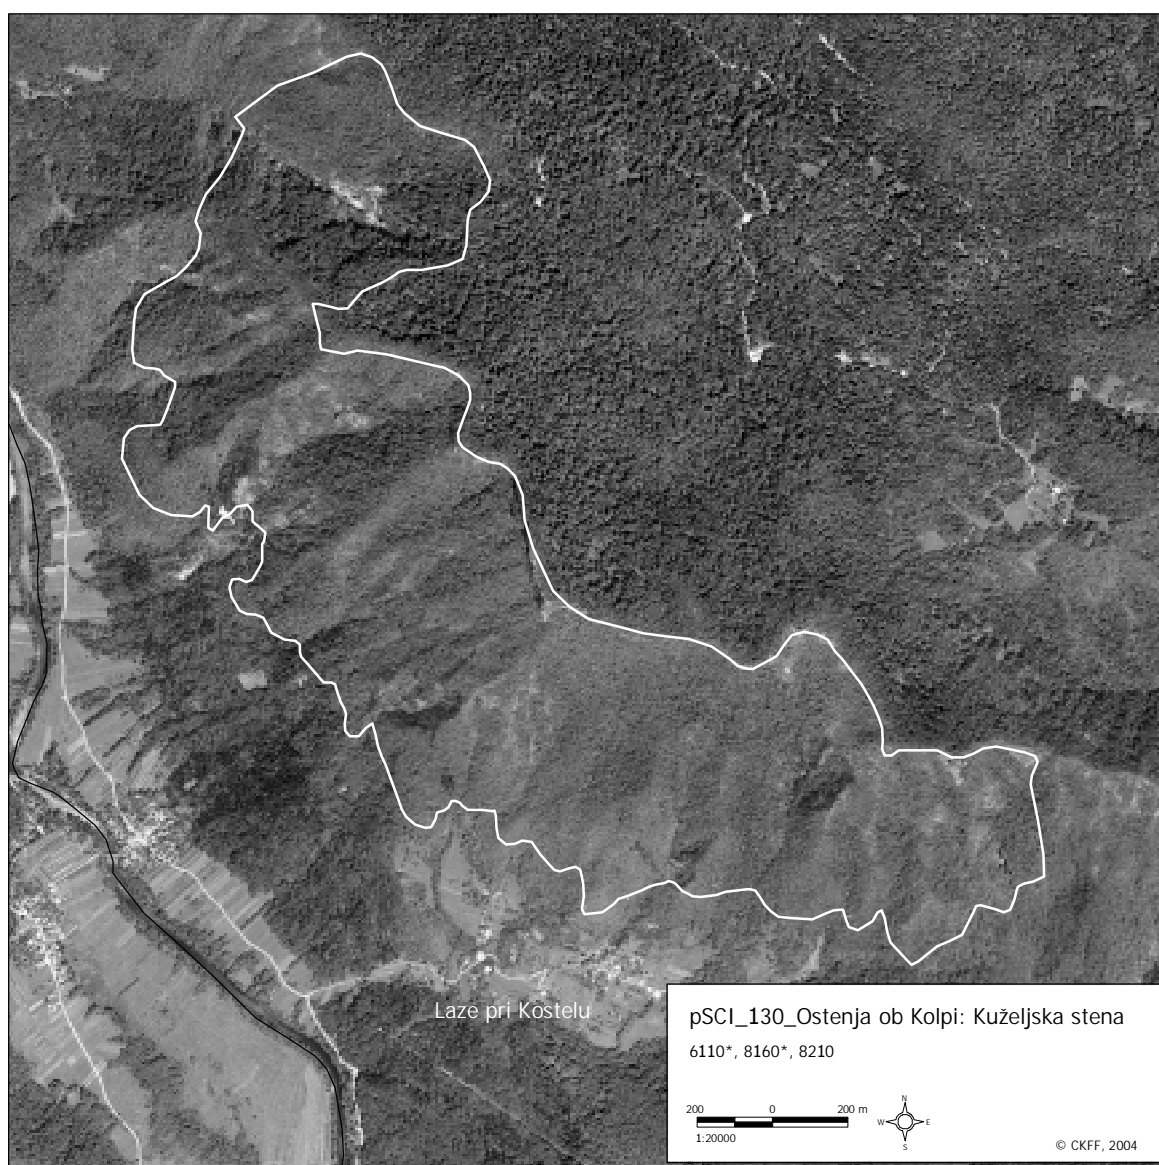 Laze pri Kostelu
pSCI_130_Ostenja ob Kolpi: Kuželjska stena
6110*, 8160*, 8210
200 0 200 m
1:20000
N
W E
S
© CKFF, 2004